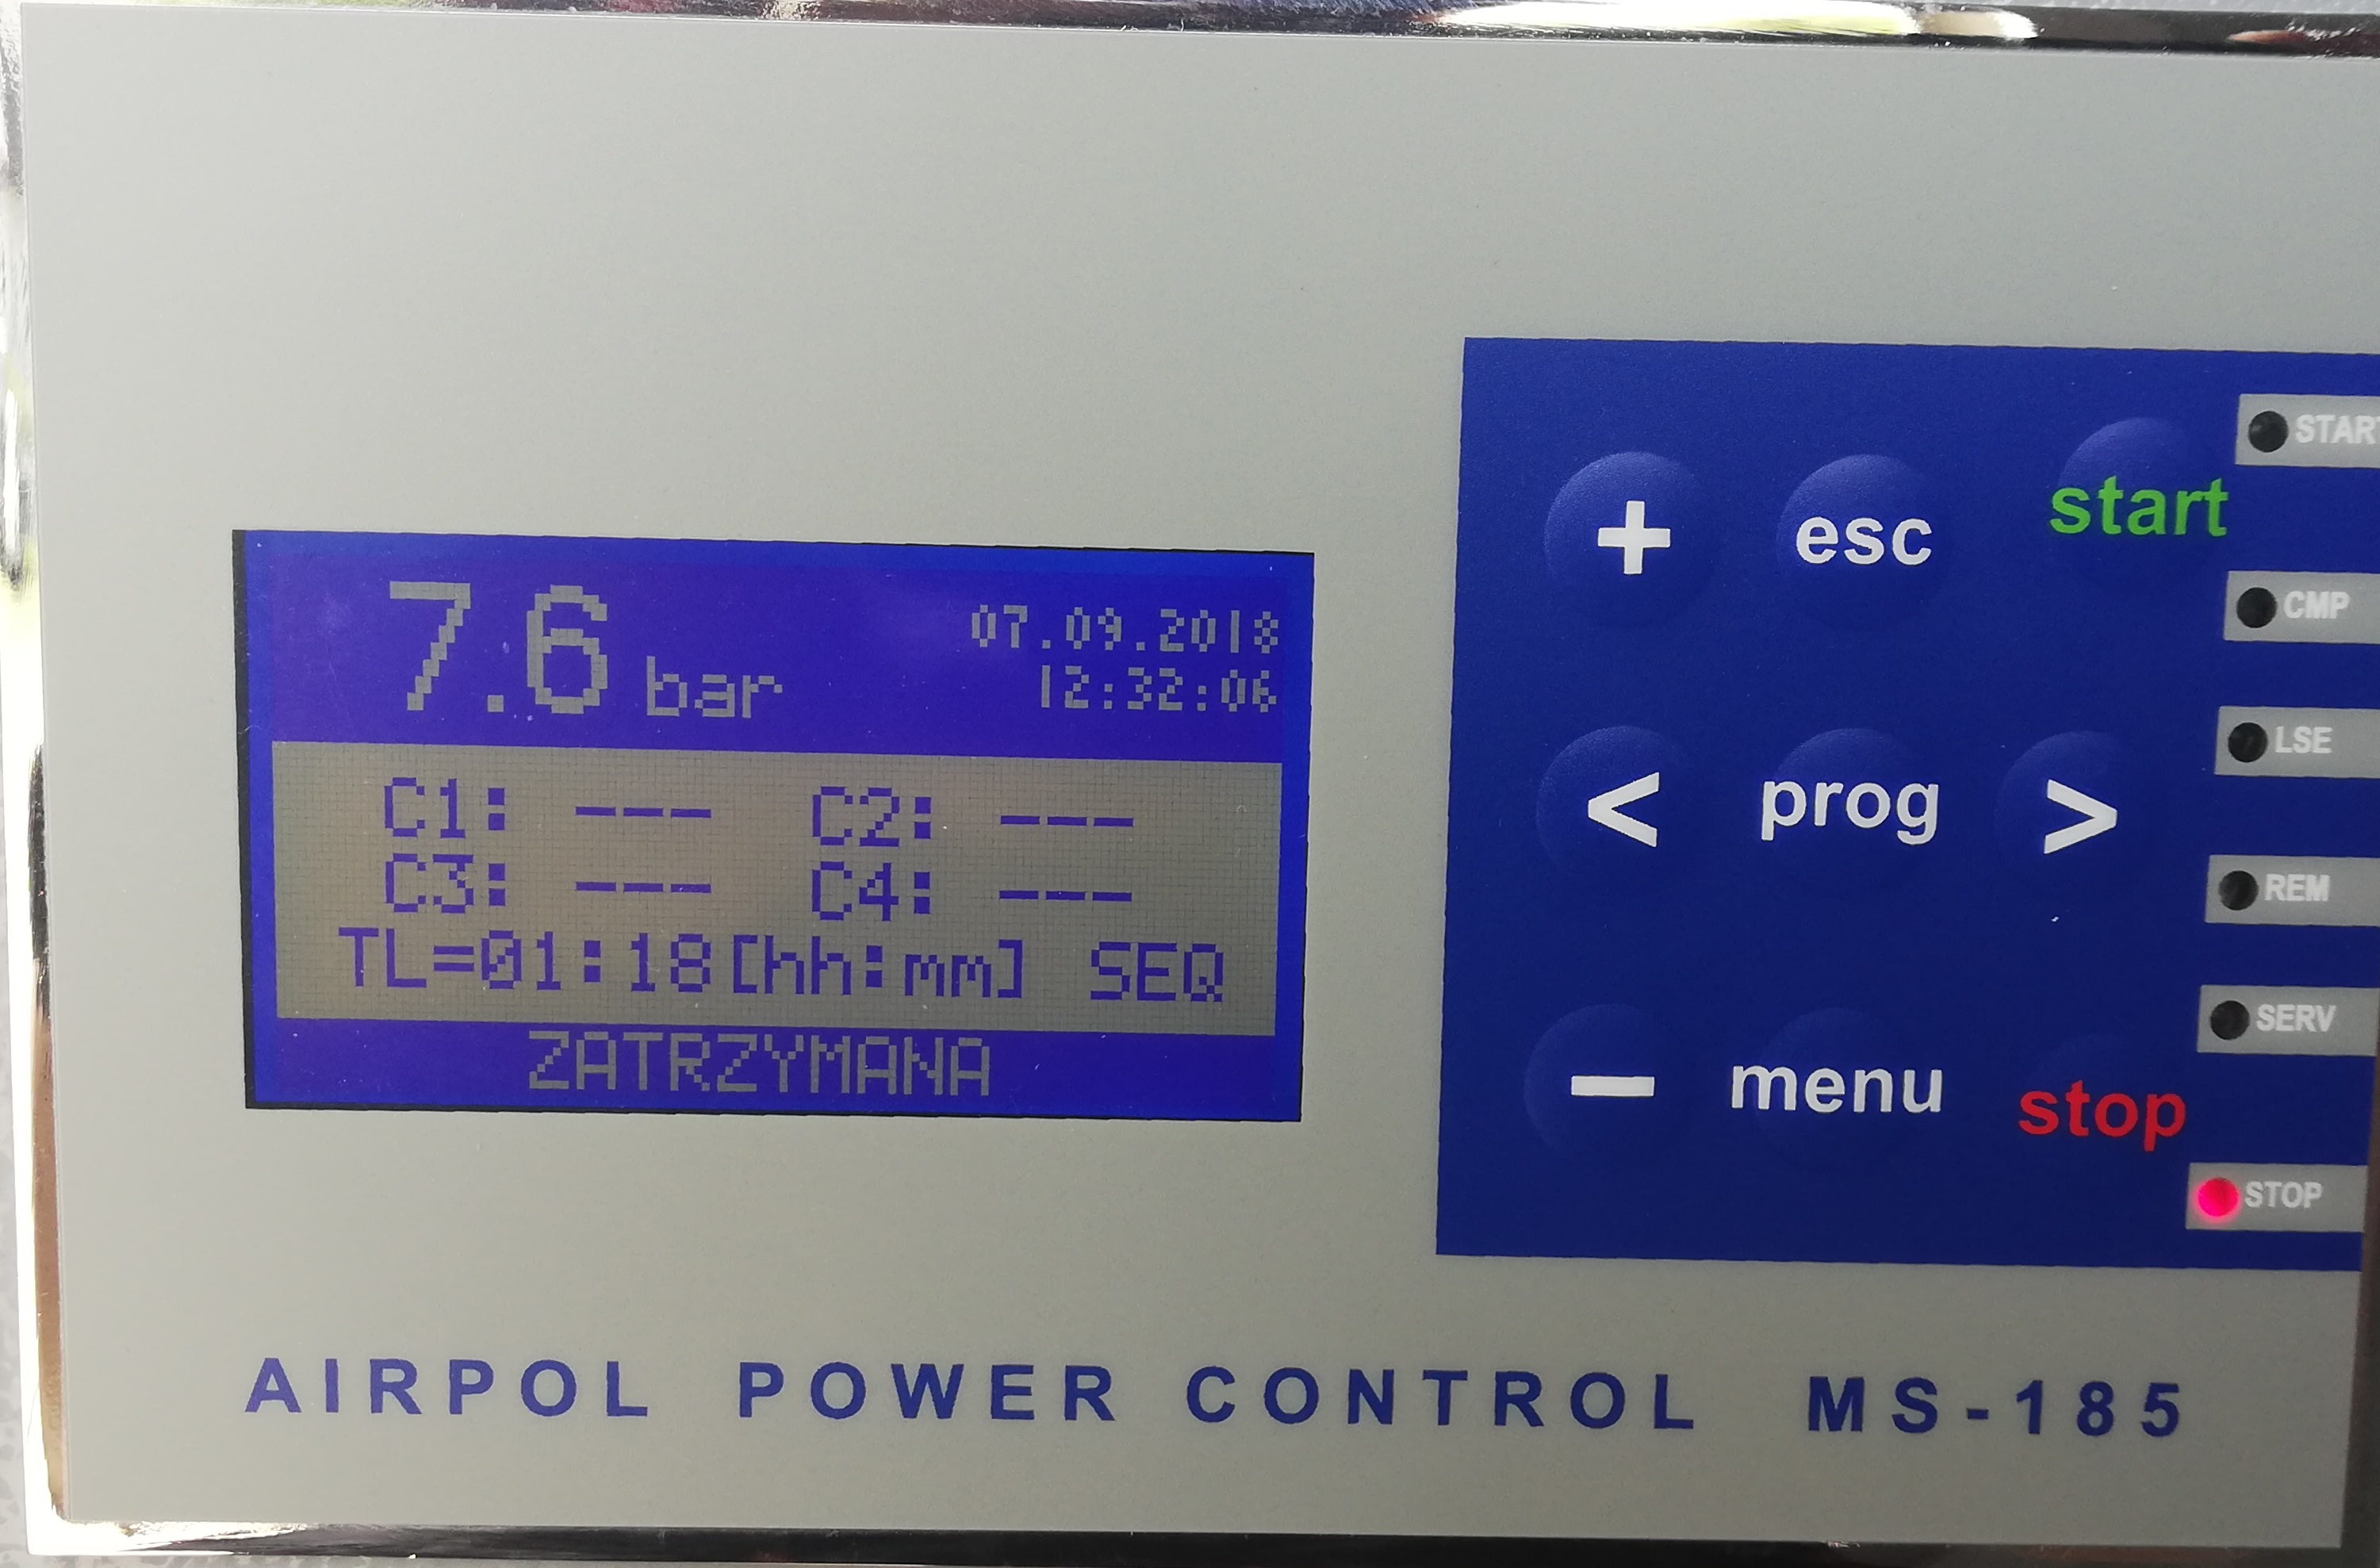 7.6 bar
07.09.2018
12:32:06
C1: --- C2: ---
C3: --- C4: ---
TL=01:18[hh:mm] SEQ
ZATRZYMANA
+ esc start
< prog >
- menu stop
START
CMP
LSE
REM
SERV
STOP
AIRPOL POWER CONTROL MS-185